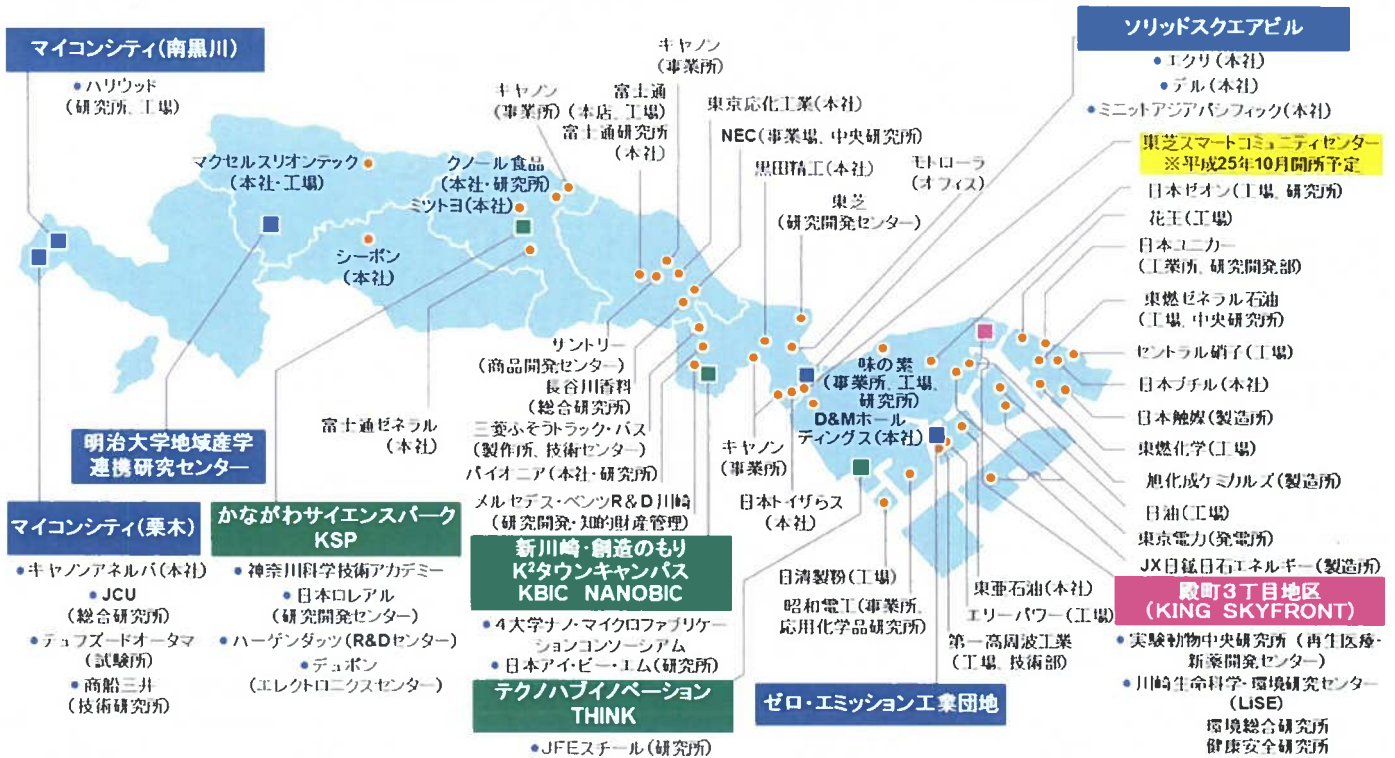 マイコンシティ(南黒川)
•ハリウッド
(研究所、工場)
キヤノン
(事業所)
富士通
(本店、工場)
富士通研究所
(本社)
キヤノン
(事業所)
東京応化工業(本社)
NEC(事業場、中央研究所)
黒田精工(本社)
東芝
(研究開発センター)
モトローラ
(オフィス)
ソリッドスクエアビル
•エクサ(本社)
•デル(本社)
•ミニットアジアパシフィック(本社)
東芝スマートコミュニティセンター
※平成25年10月開所予定
日本ゼオン(工場、研究所)
花王(工場)
日本ユニカー
(工業所、研究開発部)
東燃ゼネラル石油
(工場、中央研究所)
セントラル硝子(工場)
日本ブチル(本社)
日本触媒(製造所)
東燃化学(工場)
旭化成ケミカルズ(製造所)
日油(工場)
東京電力(発電所)
JX日鉱日石エネルギー(製造所)
マクセルスリオンテック
(本社・工場)
クノール食品
(本社・研究所)
ミツトヨ(本社)
シーボン
(本社)
サントリー
(商品開発センター)
長谷川香料
(総合研究所)
三菱ふそうトラック・バス
(製作所、技術センター)
パイオニア(本社・研究所)
メルセデス・ベンツR&D川崎
(研究開発・知的財産管理)
富士通ゼネラル
(本社)
味の素
(事業所、工場、
研究所)
D&Mホール
ディングス(本社)
キヤノン
(事業所)
日本トイザらス
(本社)
日清製粉(工場)
昭和電工(事業所、
応用化学品研究所)
東亜石油(本社)
エリーパワー(工場)
第一高周波工業
(工場、技術部)
明治大学地域産学
連携研究センター
マイコンシティ(栗木)
•キヤノンアネルバ(本社)
•JCU
(総合研究所)
•テュフズードオータマ
(試験所)
•商船三井
(技術研究所)
かながわサイエンスパーク
KSP
•神奈川科学技術アカデミー
•日本ロレアル
(研究開発センター)
•ハーゲンダッツ(R&Dセンター)
•デュポン
(エレクトロニクスセンター)
新川崎・創造のもり
K²タウンキャンパス
KBIC NANOBIC
•4大学ナノ・マイクロファブリケー
ションコンソーシアム
•日本アイ・ビー・エム(研究所)
テクノハブイノベーション
THINK
•JFEスチール(研究所)
ゼロ・エミッション工業団地
殿町3丁目地区
(KING SKYFRONT)
•実験動物中央研究所(再生医療・
新薬開発センター)
•川崎生命科学・環境研究センター
(LiSE)
環境総合研究所
健康安全研究所